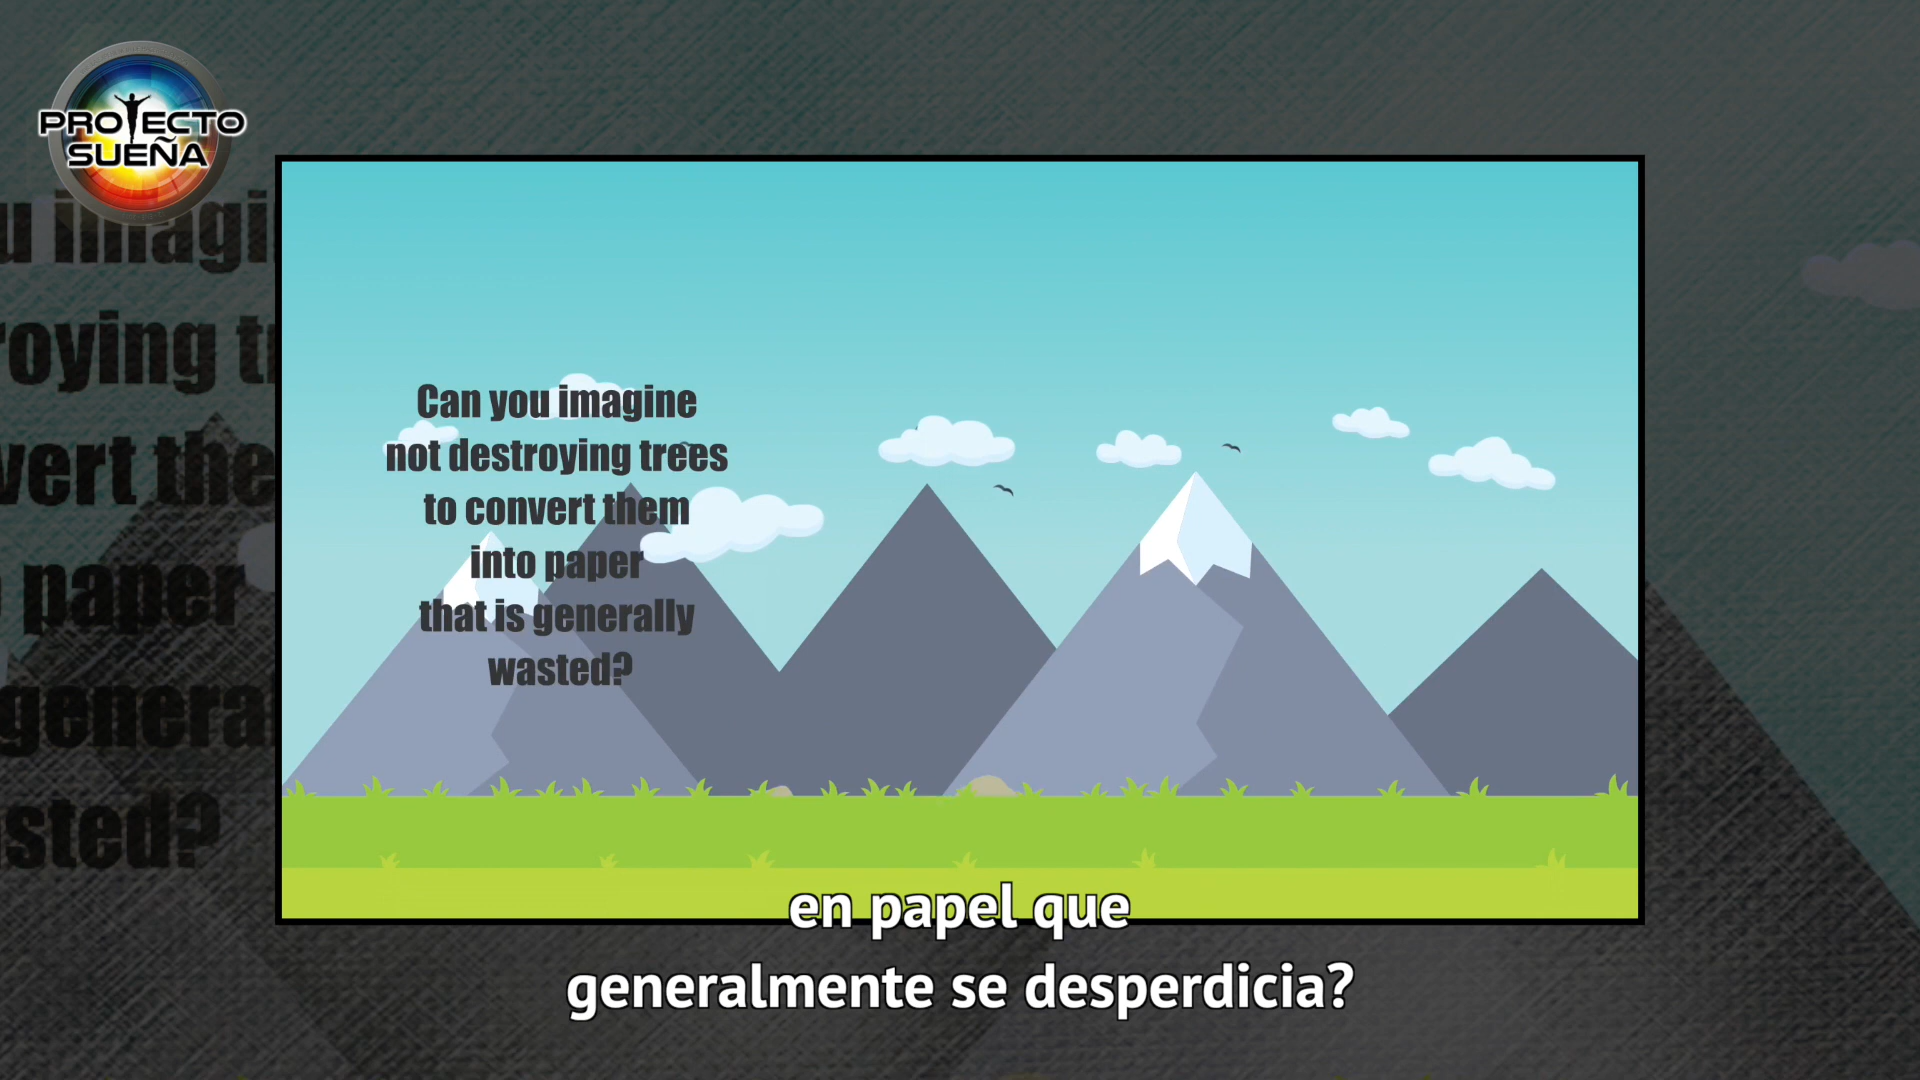 PROYECTO
SUEÑA
Can you imagine
not destroying trees
to convert them
into paper
that is generally
wasted?
en papel que
generalmente se desperdicia?